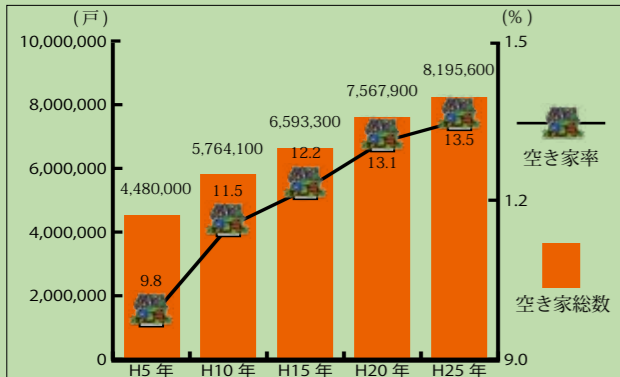 (戸)
(%)
10,000,000
8,000,000
6,000,000
4,000,000
2,000,000
0
1.5
1.2
9.0
4,480,000
5,764,100
6,593,300
7,567,900
8,195,600
9.8
11.5
12.2
13.1
13.5
H5 年
H10 年
H15 年
H20 年
H25 年
空き家率
空き家総数